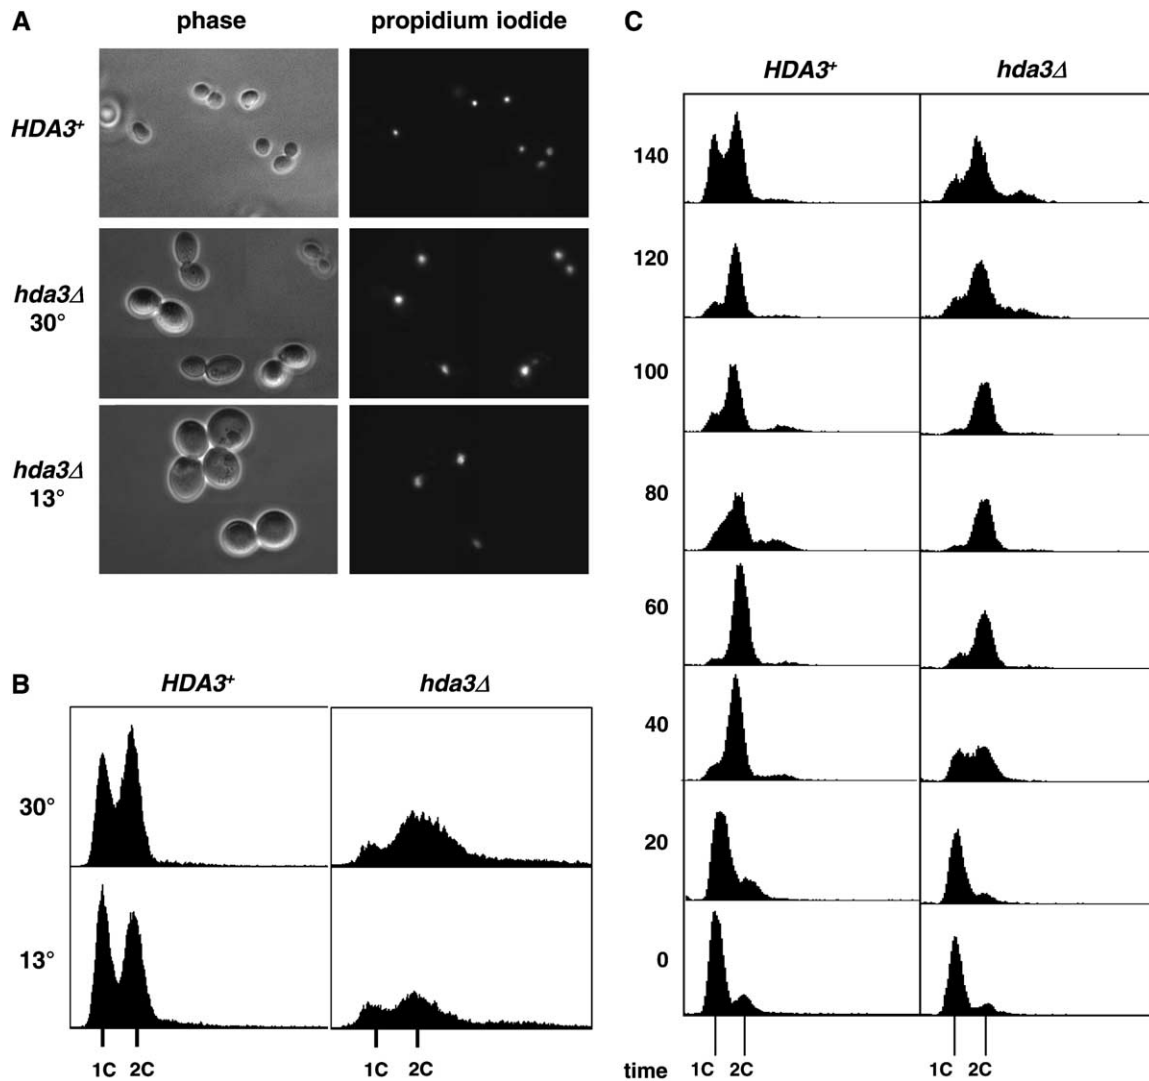 A
phase
propidium iodide
HDA3+
hda3Δ
30°
hda3Δ
13°
B
HDA3+
hda3Δ
30°
13°
1C 2C
1C 2C
C
HDA3+
hda3Δ
140
120
100
80
60
40
20
0
time
1C 2C
1C 2C